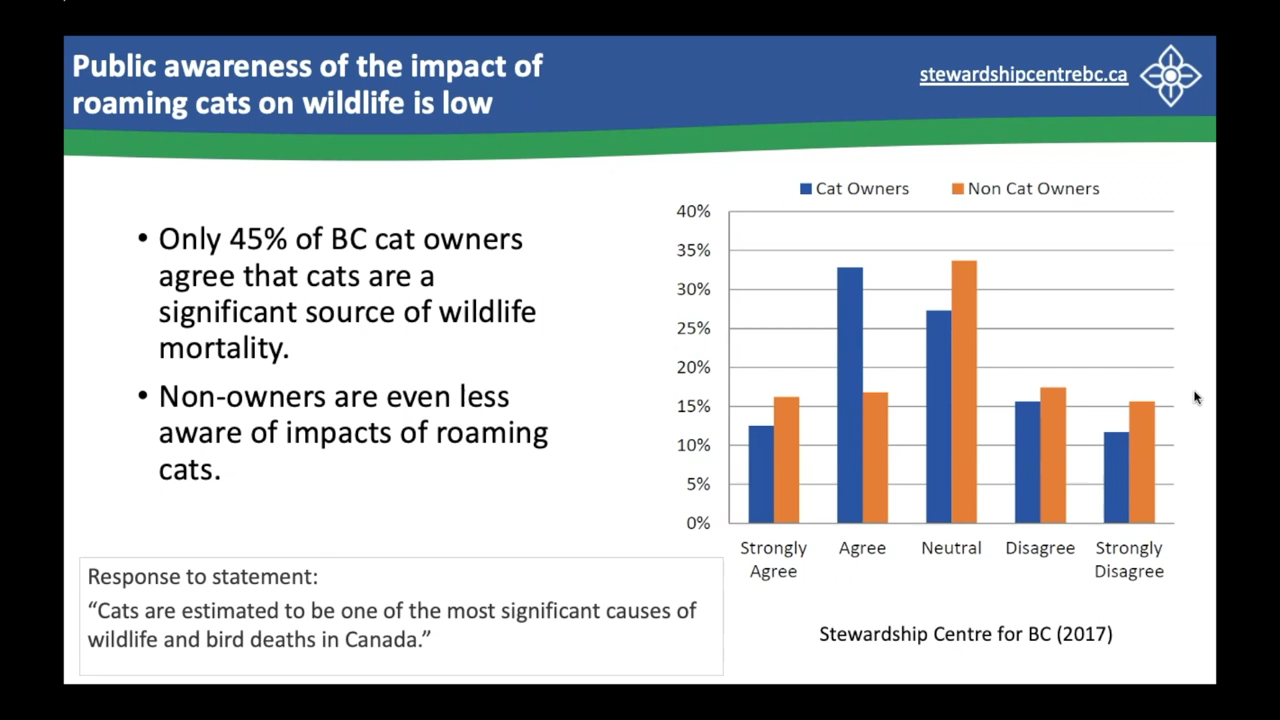 Public awareness of the impact of
roaming cats on wildlife is low
stewardshipcentrebc.ca
• Only 45% of BC cat owners
agree that cats are a
significant source of wildlife
mortality.
• Non-owners are even less
aware of impacts of roaming
cats.
Response to statement:
“Cats are estimated to be one of the most significant causes of
wildlife and bird deaths in Canada.”
Cat Owners Non Cat Owners
40%
35%
30%
25%
20%
15%
10%
5%
0%
Strongly Agree Neutral Disagree Strongly
Agree Disagree
Stewardship Centre for BC (2017)